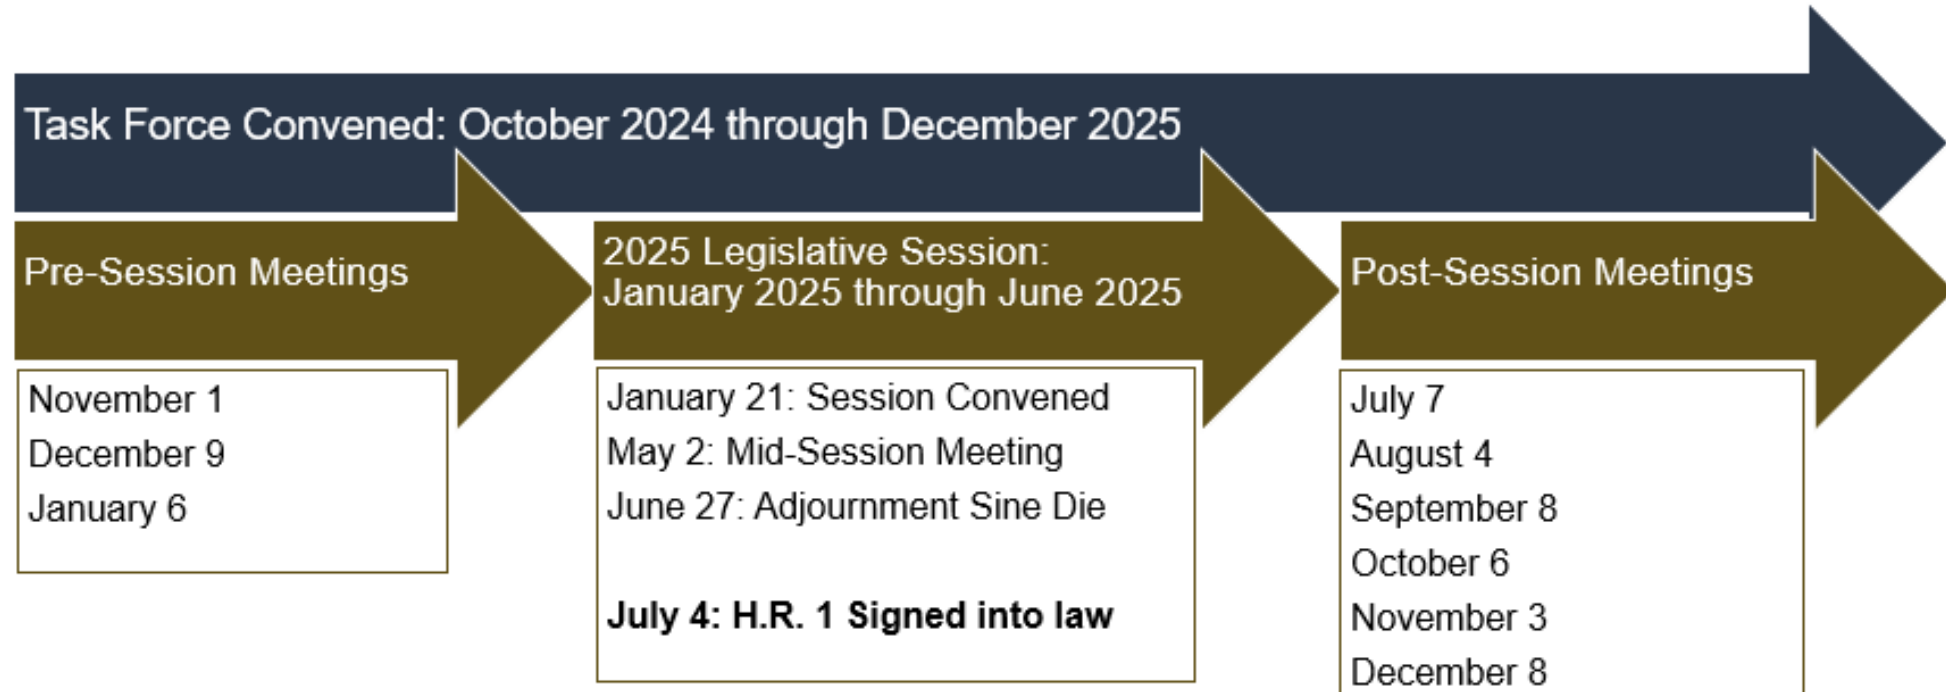 Task Force Convened: October 2024 through December 2025
Pre-Session Meetings
November 1
December 9
January 6
2025 Legislative Session:
January 2025 through June 2025
January 21: Session Convened
May 2: Mid-Session Meeting
June 27: Adjournment Sine Die
July 4: H.R. 1 Signed into law
Post-Session Meetings
July 7
August 4
September 8
October 6
November 3
December 8